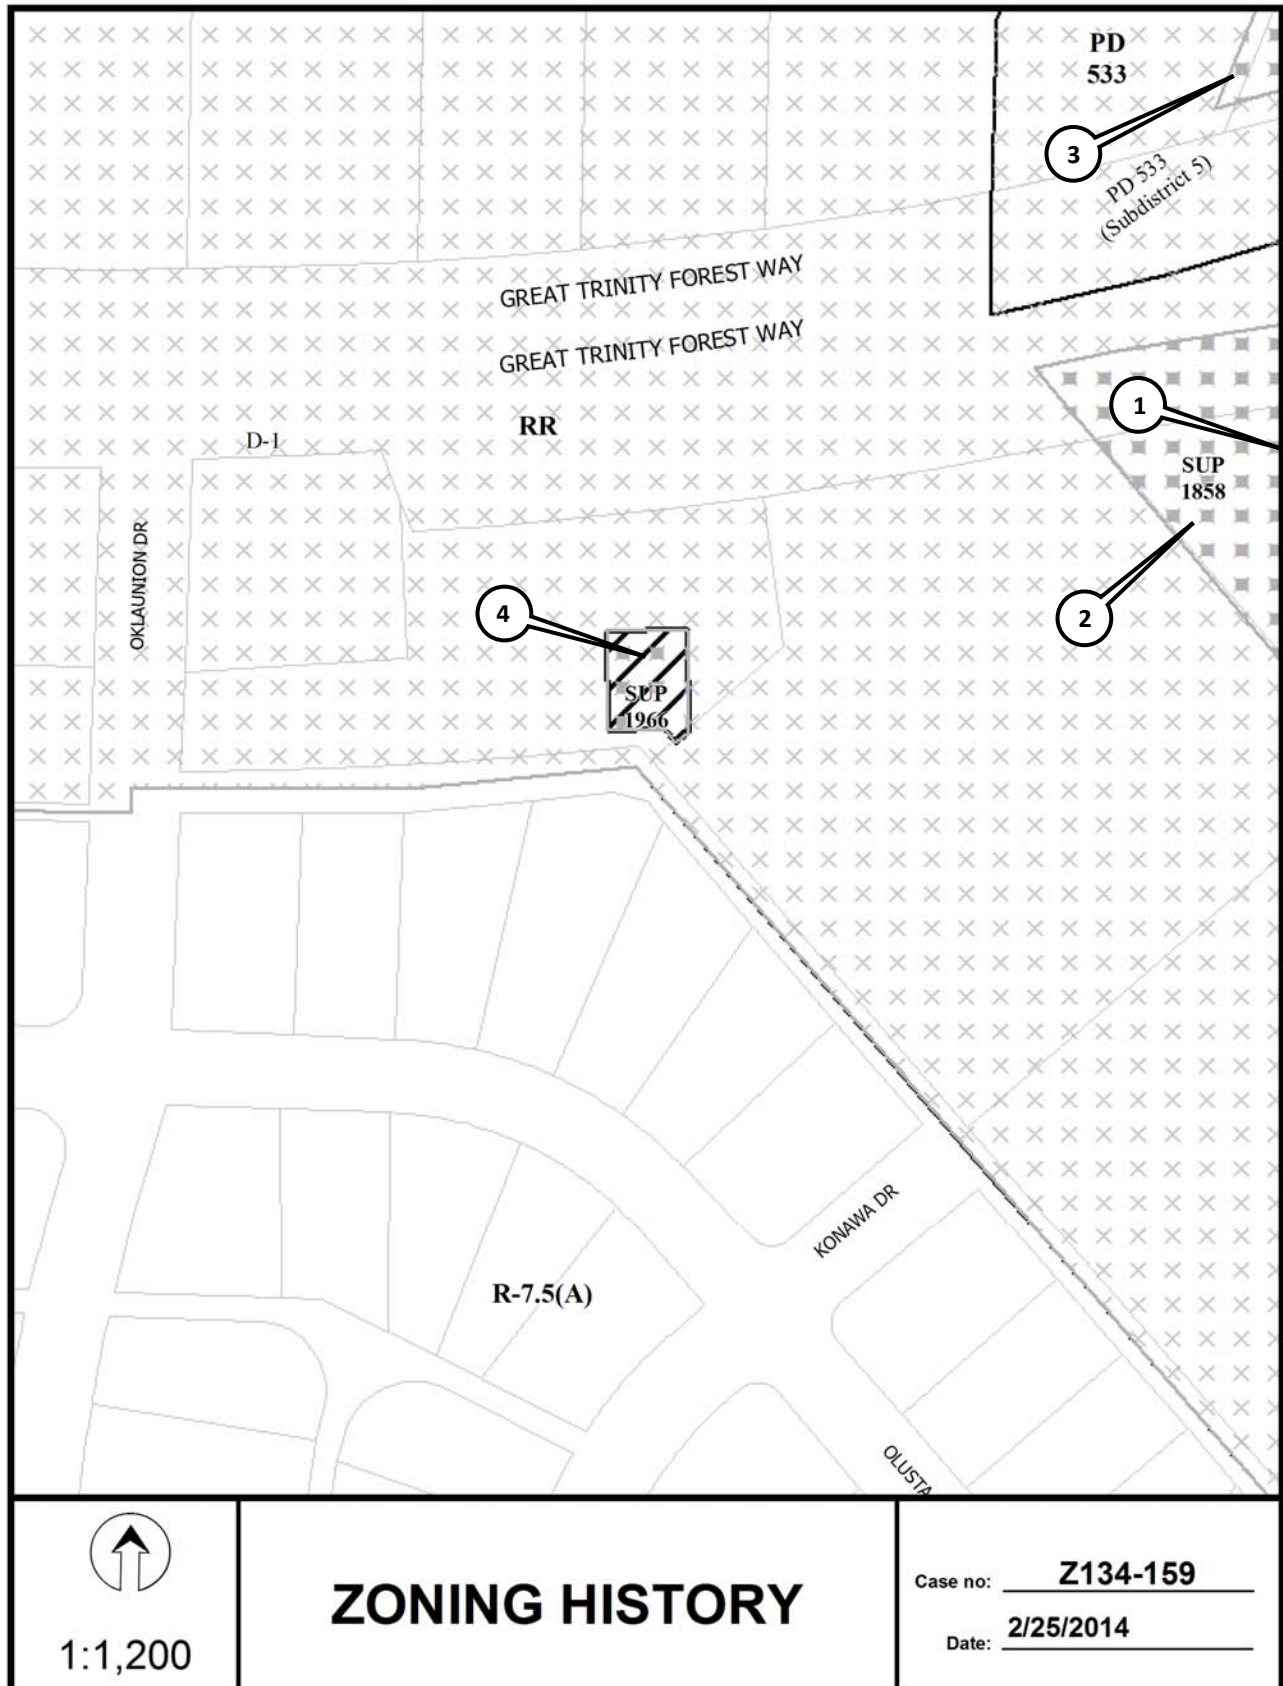 PD
533
3
PD 533
(Subdistrict 5)
GREAT TRINITY FOREST WAY
GREAT TRINITY FOREST WAY
1
RR
D-1
SUP
1858
OKLAUNION DR
4
2
SUP
1966
KONAWA DR
R-7.5(A)
OLUSTA
1:1,200
ZONING HISTORY
Case no: Z134-159
Date: 2/25/2014